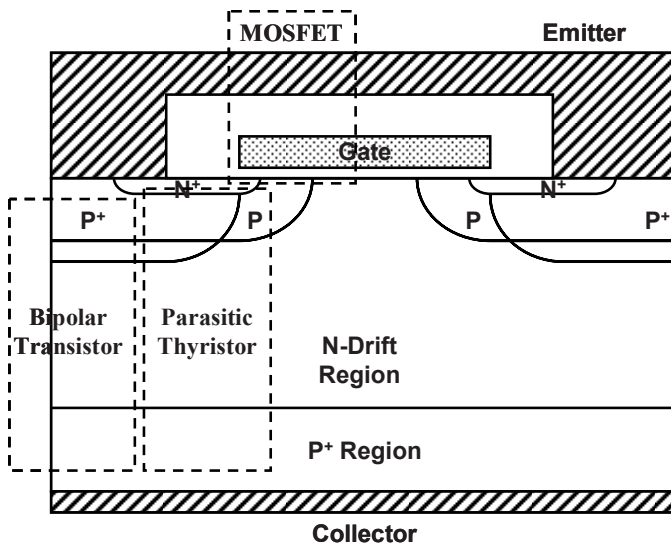 MOSFET
Emitter
Gate
N⁺
N⁺
P⁺
P
P
P⁺
Bipolar
Transistor
Parasitic
Thyristor
N-Drift
Region
P⁺ Region
Collector